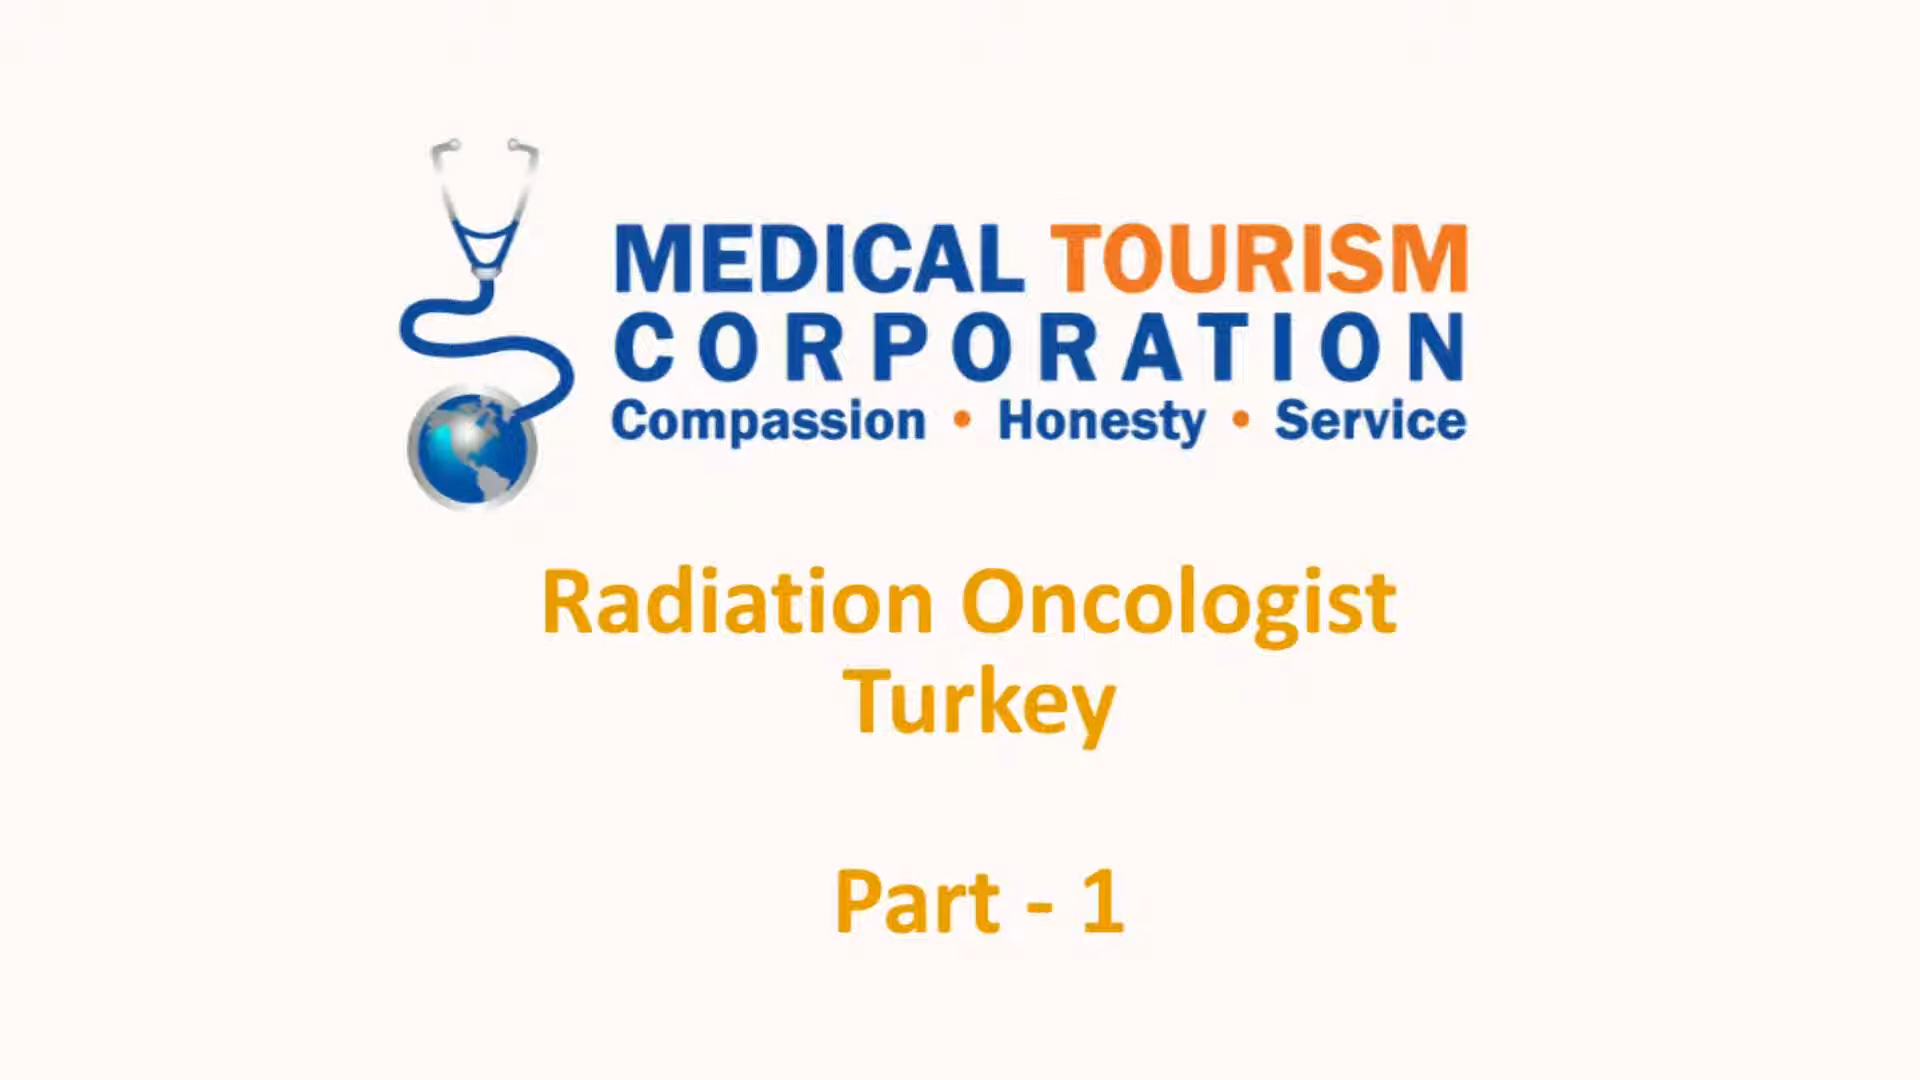 MEDICAL TOURISM
CORPORATION
Compassion • Honesty • Service
Radiation Oncologist
Turkey
Part - 1